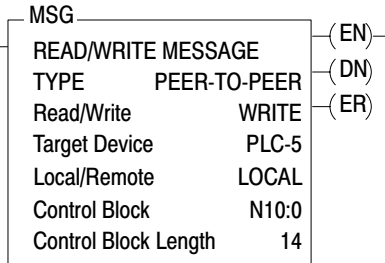 MSG
READ/WRITE MESSAGE (EN)
TYPE PEER-TO-PEER (DN)
Read/Write WRITE (ER)
Target Device PLC-5
Local/Remote LOCAL
Control Block N10:0
Control Block Length 14